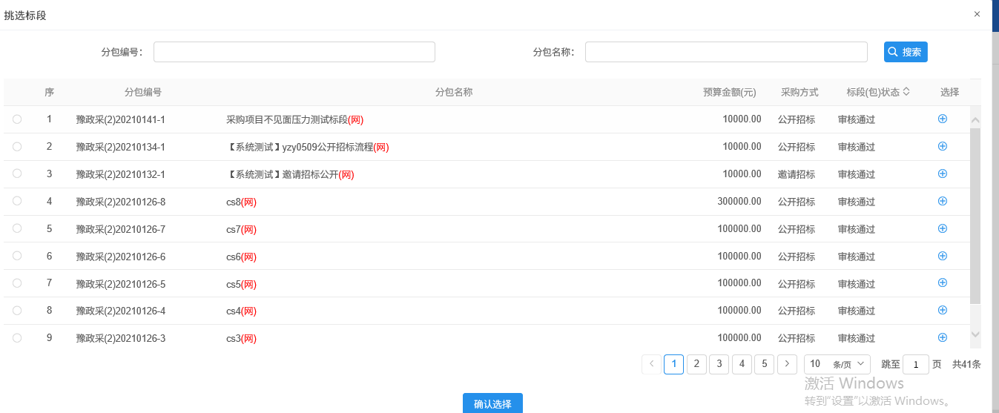 挑选标段 ×
分包编号： 分包名称： 搜索
序 分包编号 分包名称 预算金额(元) 采购方式 标段(包)状态 选择
1 豫政采(2)20210141-1 采购项目不见面压力测试标段(网) 10000.00 公开招标 审核通过
2 豫政采(2)20210134-1 【系统测试】yzy0509公开招标流程(网) 10000.00 公开招标 审核通过
3 豫政采(2)20210132-1 【系统测试】邀请招标公开(网) 10000.00 邀请招标 审核通过
4 豫政采(2)20210126-8 cs8(网) 300000.00 公开招标 审核通过
5 豫政采(2)20210126-7 cs7(网) 100000.00 公开招标 审核通过
6 豫政采(2)20210126-6 cs6(网) 100000.00 公开招标 审核通过
7 豫政采(2)20210126-5 cs5(网) 100000.00 公开招标 审核通过
8 豫政采(2)20210126-4 cs4(网) 100000.00 公开招标 审核通过
9 豫政采(2)20210126-3 cs3(网) 100000.00 公开招标 审核通过
1 2 3 4 5 10 条/页 跳至 1 页 共41条
激活 Windows
转到"设置"以激活 Windows。
确认选择